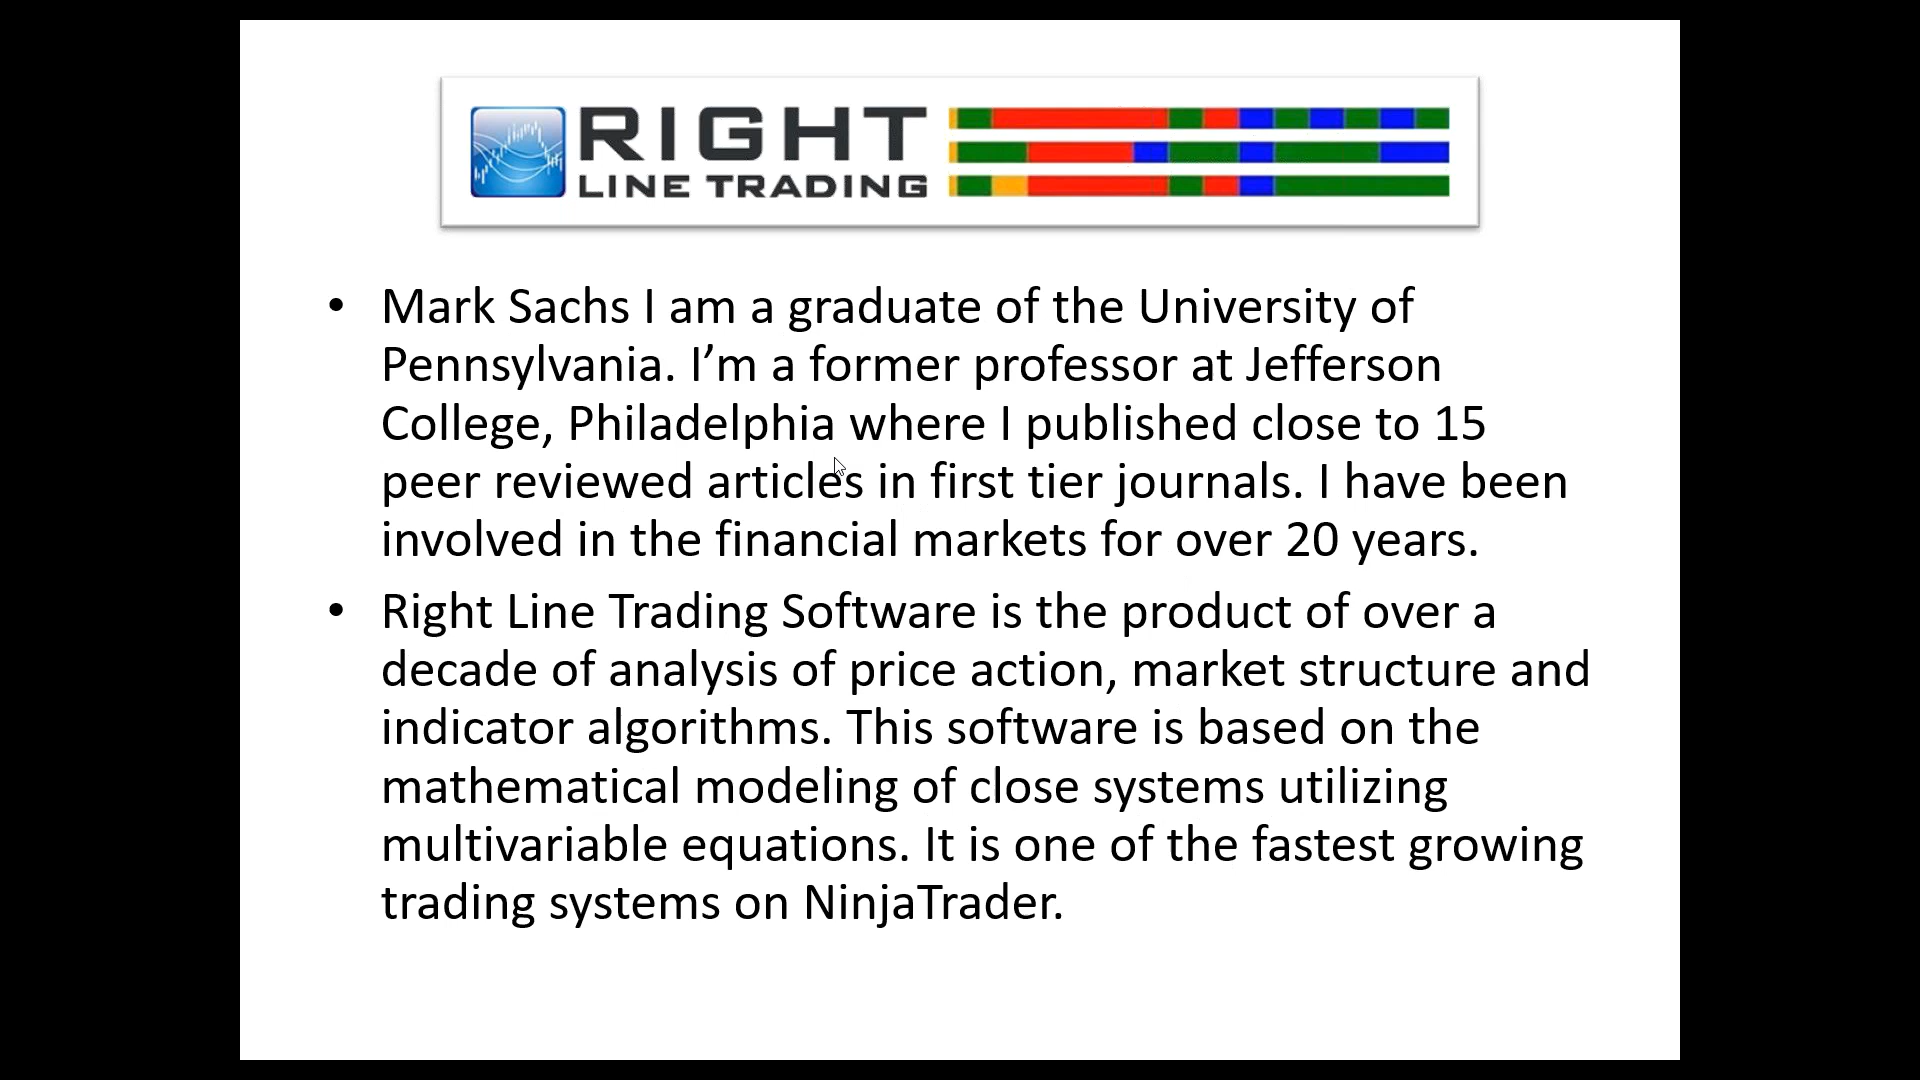 RIGHT
LINE TRADING
• Mark Sachs I am a graduate of the University of
Pennsylvania. I’m a former professor at Jefferson
College, Philadelphia where I published close to 15
peer reviewed articles in first tier journals. I have been
involved in the financial markets for over 20 years.
• Right Line Trading Software is the product of over a
decade of analysis of price action, market structure and
indicator algorithms. This software is based on the
mathematical modeling of close systems utilizing
multivariable equations. It is one of the fastest growing
trading systems on NinjaTrader.